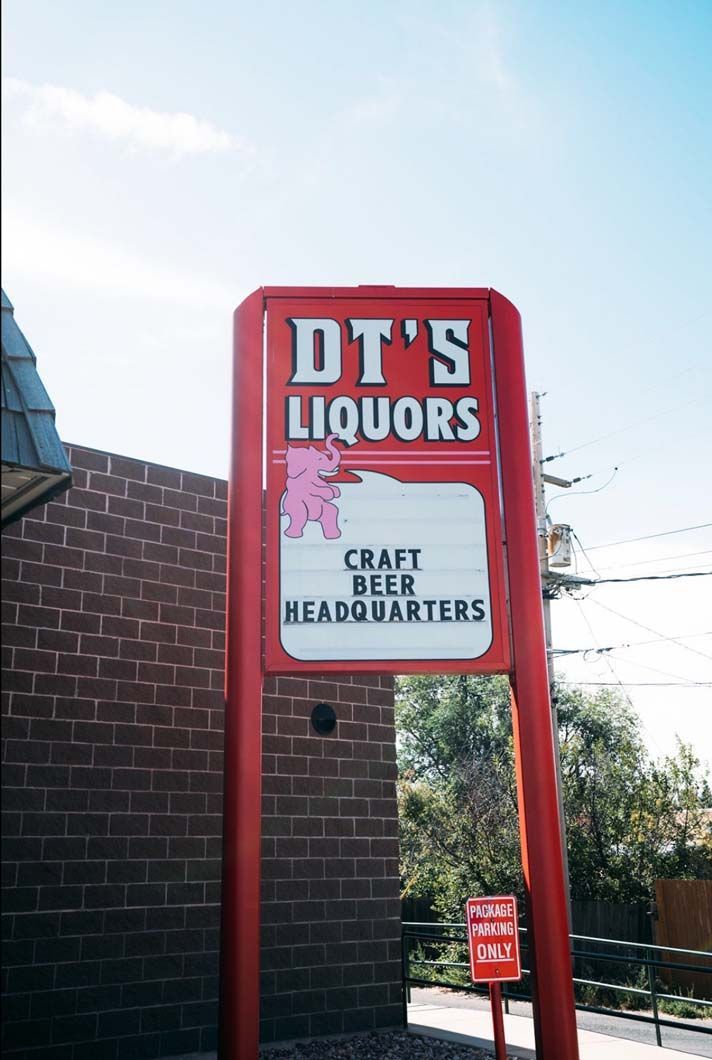 DT'S
LIQUORS
CRAFT
BEER
HEADQUARTERS
PACKAGE
PARKING
ONLY